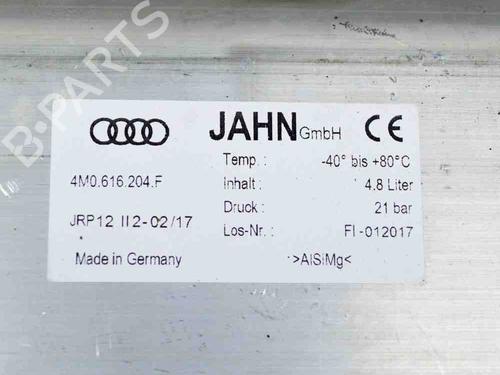 B-PARTS
JAHN GmbH CE
Temp. : -40° bis +80°C
4M0.616.204.F
Inhalt : 4.8 Liter
Druck : 21 bar
JRP12 II2-02/17
Los-Nr.: FI-012017
Made in Germany
>AlSiMg<